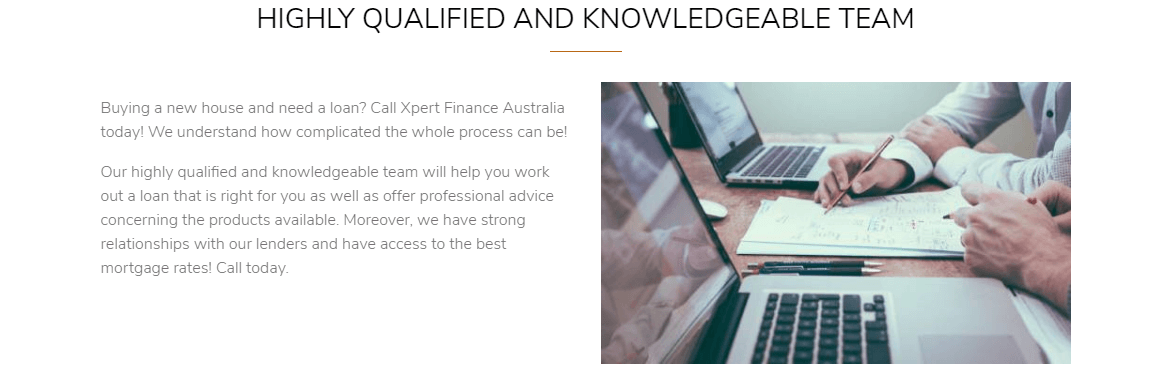 HIGHLY QUALIFIED AND KNOWLEDGEABLE TEAM
Buying a new house and need a loan? Call Xpert Finance Australia
today! We understand how complicated the whole process can be!
Our highly qualified and knowledgeable team will help you work
out a loan that is right for you as well as offer professional advice
concerning the products available. Moreover, we have strong
relationships with our lenders and have access to the best
mortgage rates! Call today.